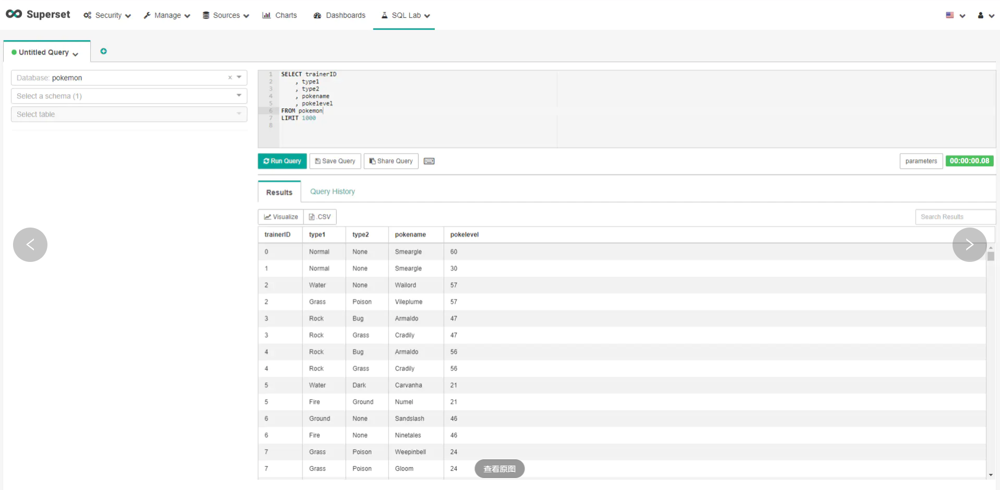 Superset Security Manage Sources Charts Dashboards SQL Lab
Untitled Query
Database: pokemon ×
Select a schema (1)
Select table
1 SELECT trainerID
2 , type1
3 , type2
4 , pokename
5 , pokelevel
6 FROM pokemon
7 LIMIT 1000
8
Run Query Save Query Share Query parameters 00:00:00.08
Results Query History
Visualize .CSV Search Results
trainerID type1 type2 pokename pokelevel
0 Normal None Smeargle 60
1 Normal None Smeargle 30
2 Water None Wailord 57
2 Grass Poison Vileplume 57
3 Rock Bug Armaldo 47
3 Rock Grass Cradily 47
4 Rock Bug Armaldo 56
4 Rock Grass Cradily 56
5 Water Dark Carvanha 21
5 Fire Ground Numel 21
6 Ground None Sandslash 46
6 Fire None Ninetales 46
7 Grass Poison Weepinbell 24
7 Grass Poison Gloom 24
查看原图